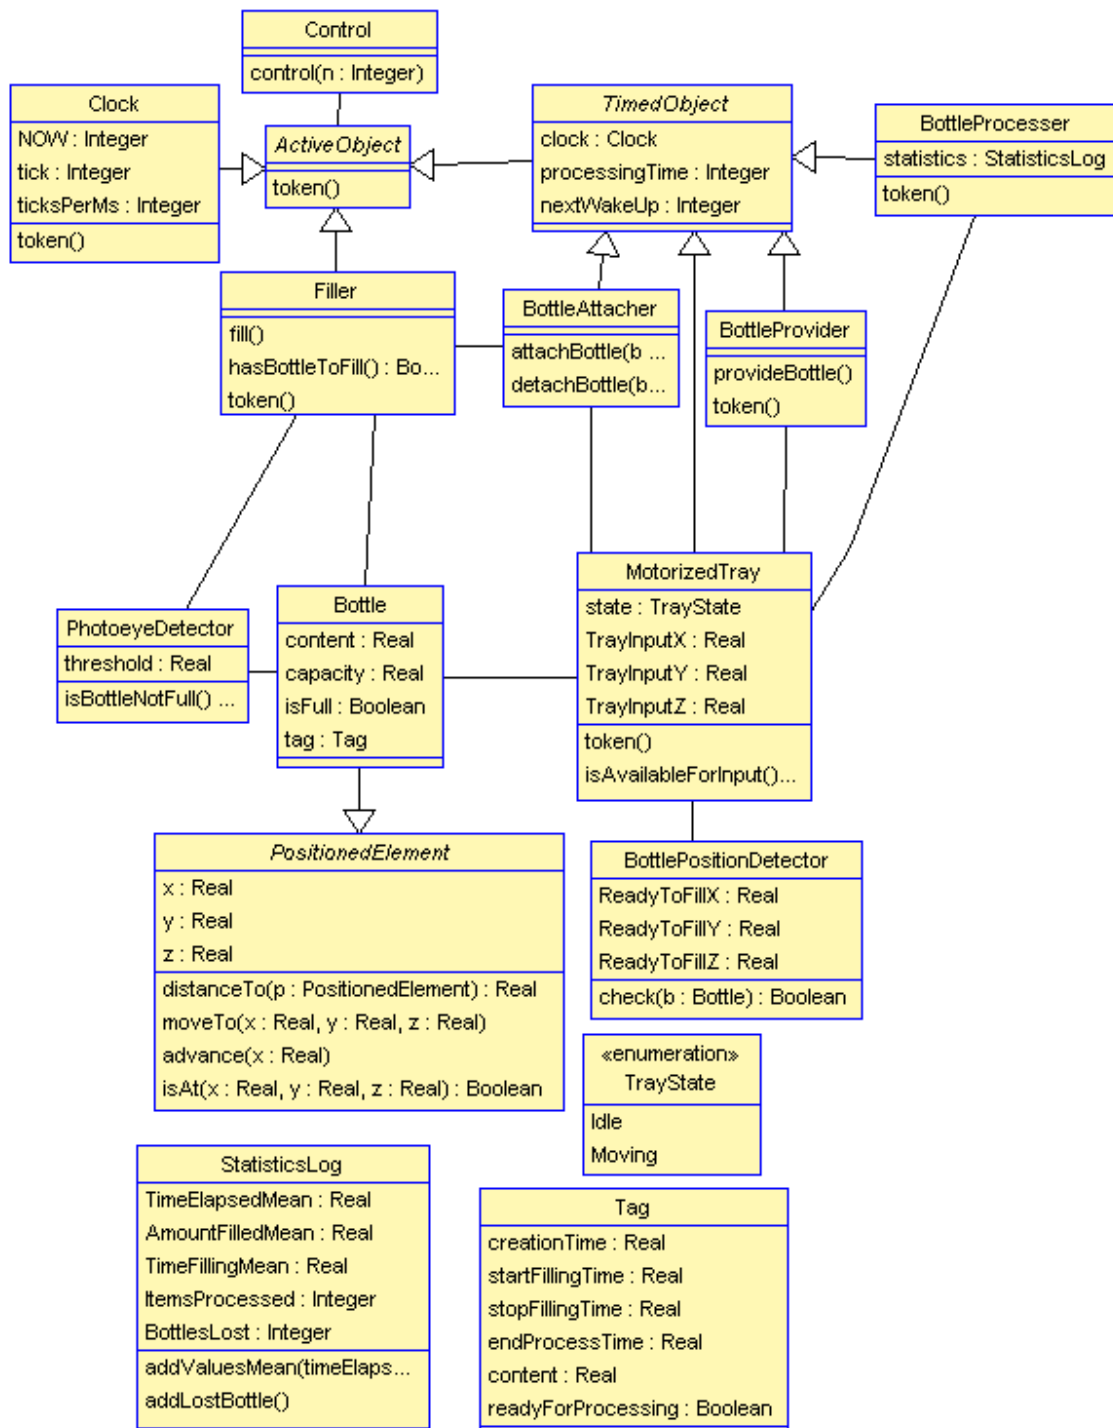 Control
control(n : Integer)
Clock
NOW : Integer
tick : Integer
ticksPerMs : Integer
token()
ActiveObject
token()
TimedObject
clock : Clock
processingTime : Integer
nextWakeUp : Integer
BottleProcesser
statistics : StatisticsLog
token()
Filler
fill()
hasBottleToFill() : Bo...
token()
BottleAttacher
attachBottle(b ...
detachBottle(b...
BottleProvider
provideBottle()
token()
PhotoeyeDetector
threshold : Real
isBottleNotFull() ...
Bottle
content : Real
capacity : Real
isFull : Boolean
tag : Tag
MotorizedTray
state : TrayState
TrayInputX : Real
TrayInputY : Real
TrayInputZ : Real
token()
isAvailableForInput()...
PositionedElement
x : Real
y : Real
z : Real
distanceTo(p : PositionedElement) : Real
moveTo(x : Real, y : Real, z : Real)
advance(x : Real)
isAt(x : Real, y : Real, z : Real) : Boolean
BottlePositionDetector
ReadyToFillX : Real
ReadyToFillY : Real
ReadyToFillZ : Real
check(b : Bottle) : Boolean
«enumeration»
TrayState
Idle
Moving
StatisticsLog
TimeElapsedMean : Real
AmountFilledMean : Real
TimeFillingMean : Real
ItemsProcessed : Integer
BottlesLost : Integer
addValuesMean(timeElaps...
addLostBottle()
Tag
creationTime : Real
startFillingTime : Real
stopFillingTime : Real
endProcessTime : Real
content : Real
readyForProcessing : Boolean